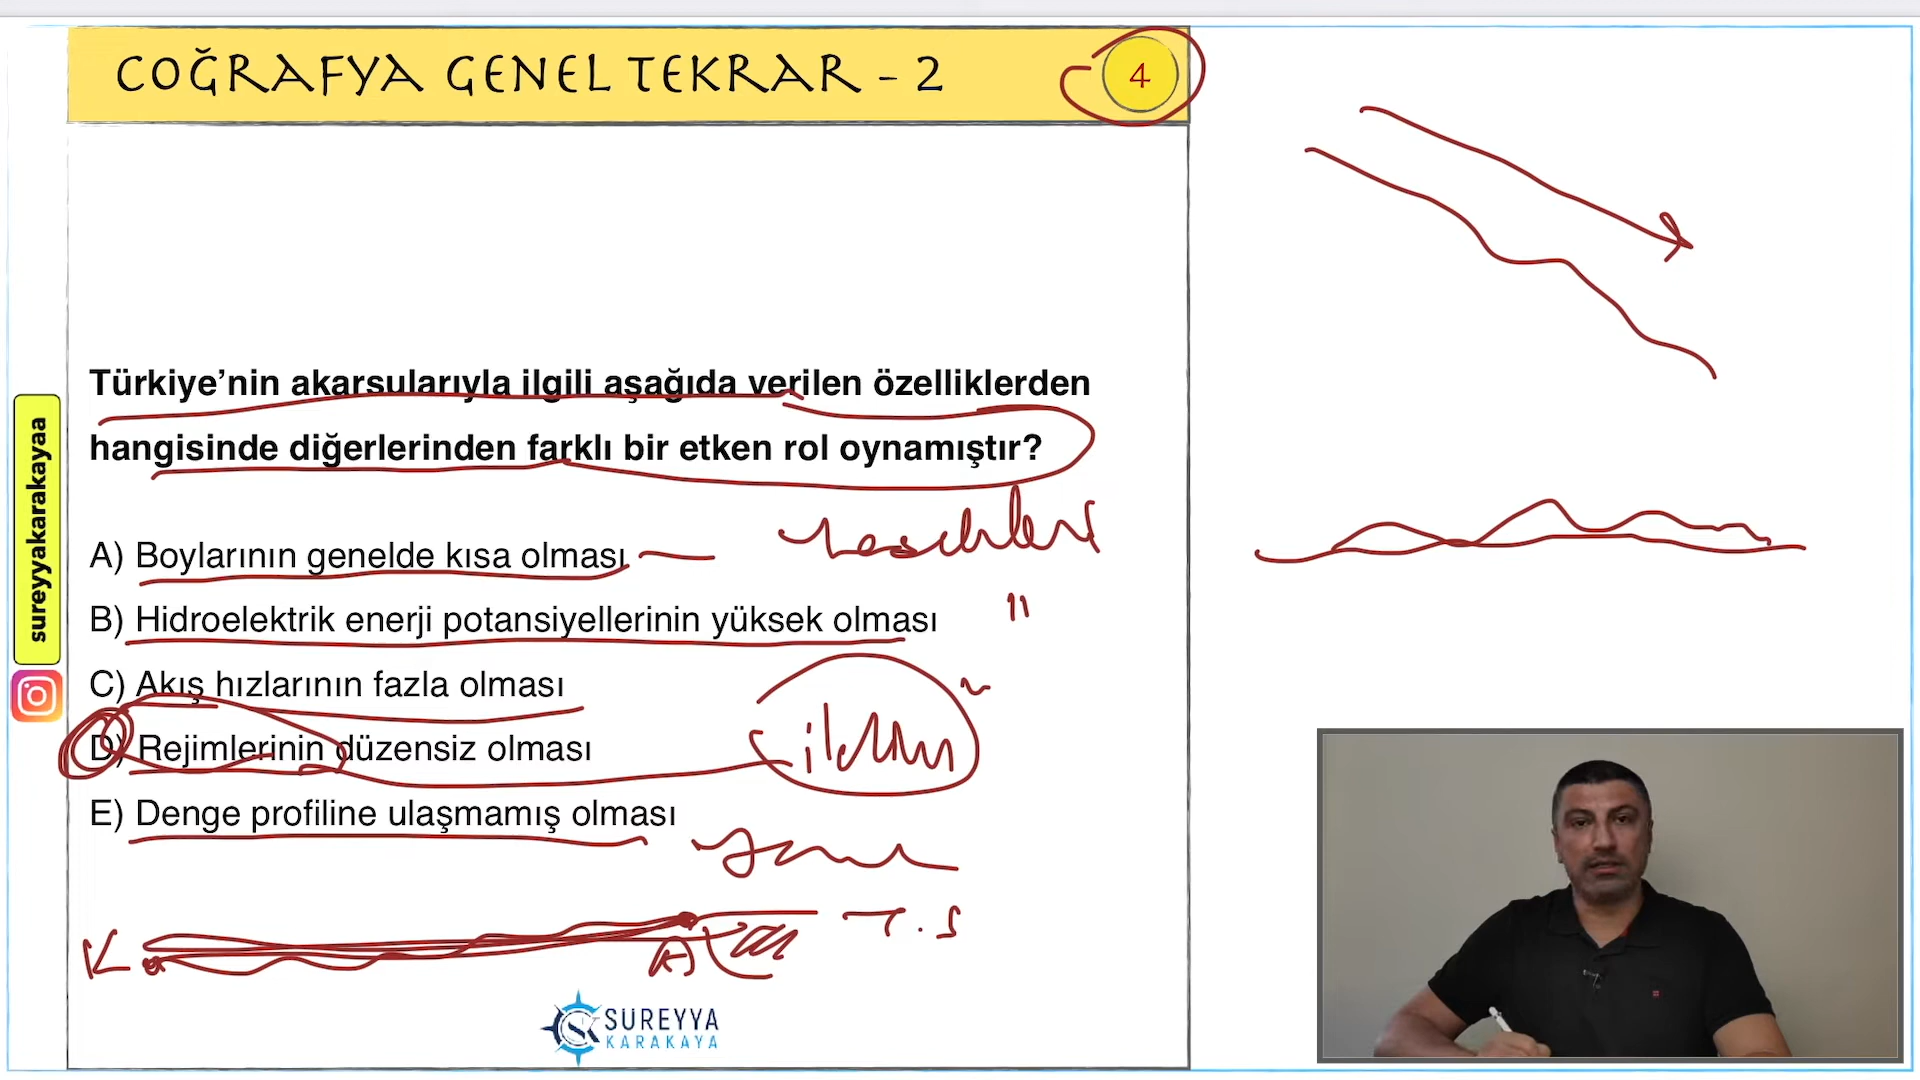 COĞRAFYA GENEL TEKRAR - 2
4
Türkiye’nin akarsularıyla ilgili aşağıda verilen özelliklerden
hangisinde diğerlerinden farklı bir etken rol oynamıştır?
A) Boylarının genelde kısa olması
B) Hidroelektrik enerji potansiyellerinin yüksek olması
C) Akış hızlarının fazla olması
D) Rejimlerinin düzensiz olması
E) Denge profiline ulaşmamış olması
K
A
T.S
sureyyakarakayaa
SUREYYA
KARAKAYA